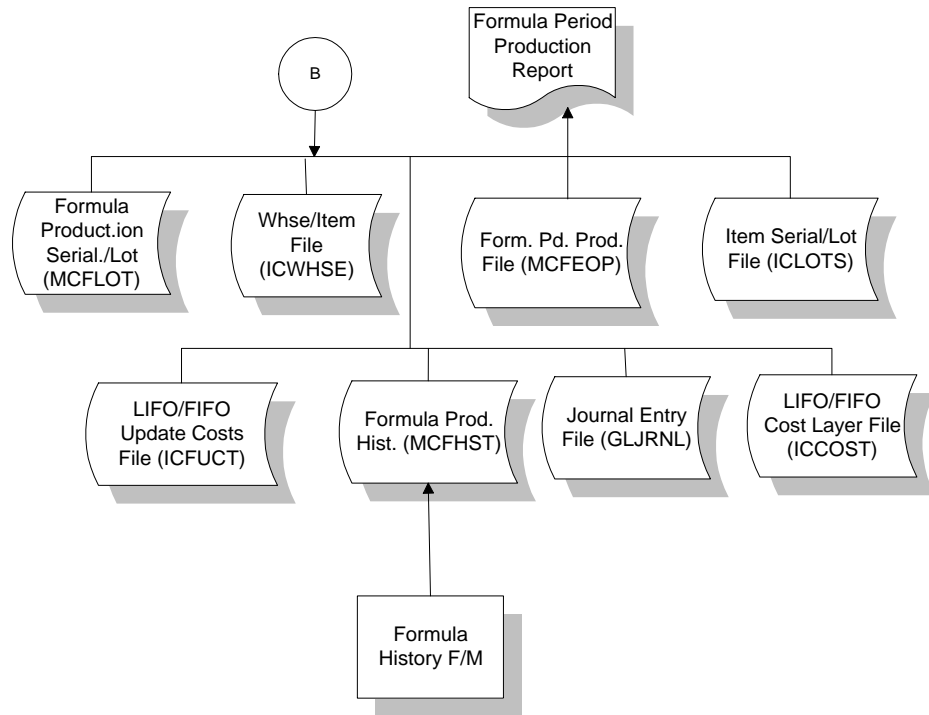 Formula Period
Production
Report
B
Formula
Product.ion
Serial./Lot
(MCFLOT)
Whse/Item
File
(ICWHSE)
Form. Pd. Prod.
File (MCFEOP)
Item Serial/Lot
File (ICLOTS)
LIFO/FIFO
Update Costs
File (ICFUCT)
Formula Prod.
Hist. (MCFHST)
Journal Entry
File (GLJRNL)
LIFO/FIFO
Cost Layer File
(ICCOST)
Formula
History F/M